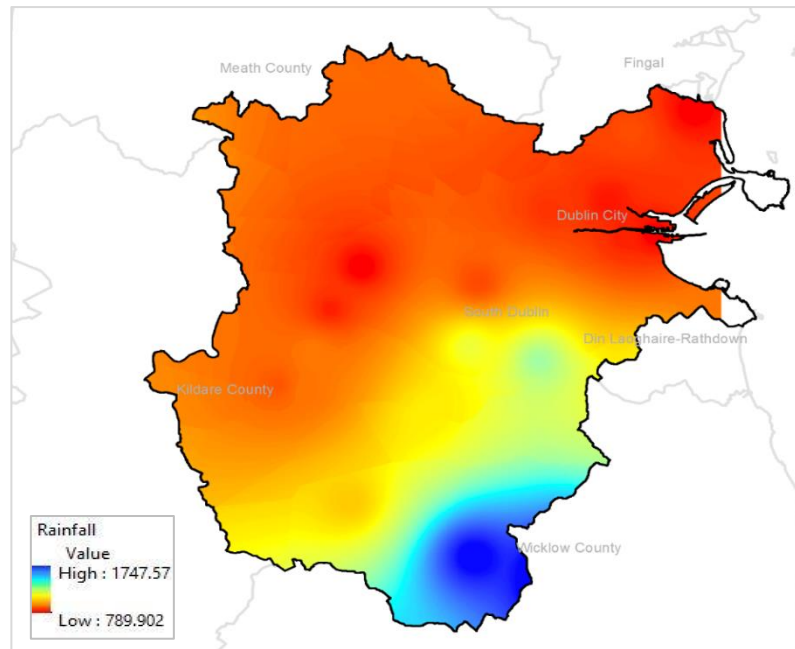 Meath County
Fingal
Dublin City
South Dublin
Dın Laoghaire-Rathdown
Kildare County
Wicklow County
Rainfall
Value
High : 1747.57
Low : 789.902